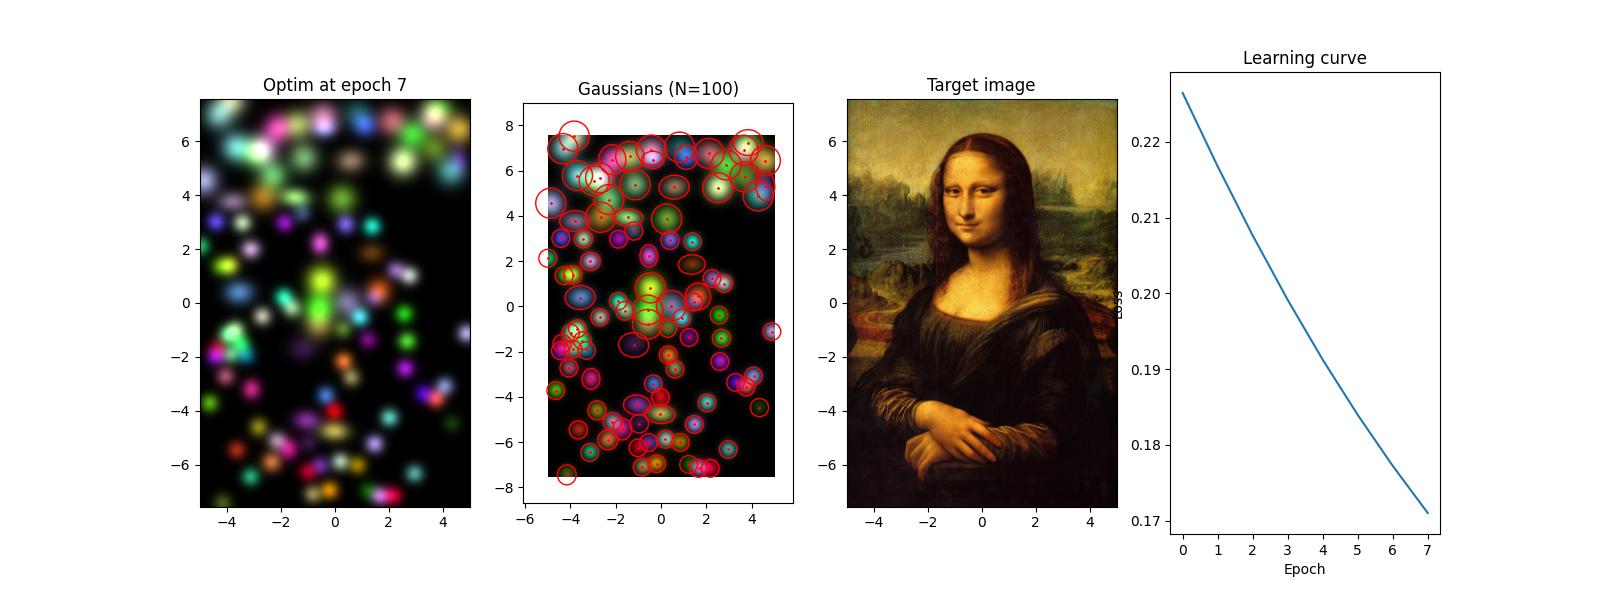 Optim at epoch 7
6
4
2
0
−2
−4
−6
−4 −2 0 2 4
Gaussians (N=100)
8
6
4
2
0
−2
−4
−6
−8
−6 −4 −2 0 2 4
Target image
6
4
2
0
−2
−4
−6
−4 −2 0 2 4
Learning curve
Loss
0.22
0.21
0.20
0.19
0.18
0.17
0 1 2 3 4 5 6 7
Epoch